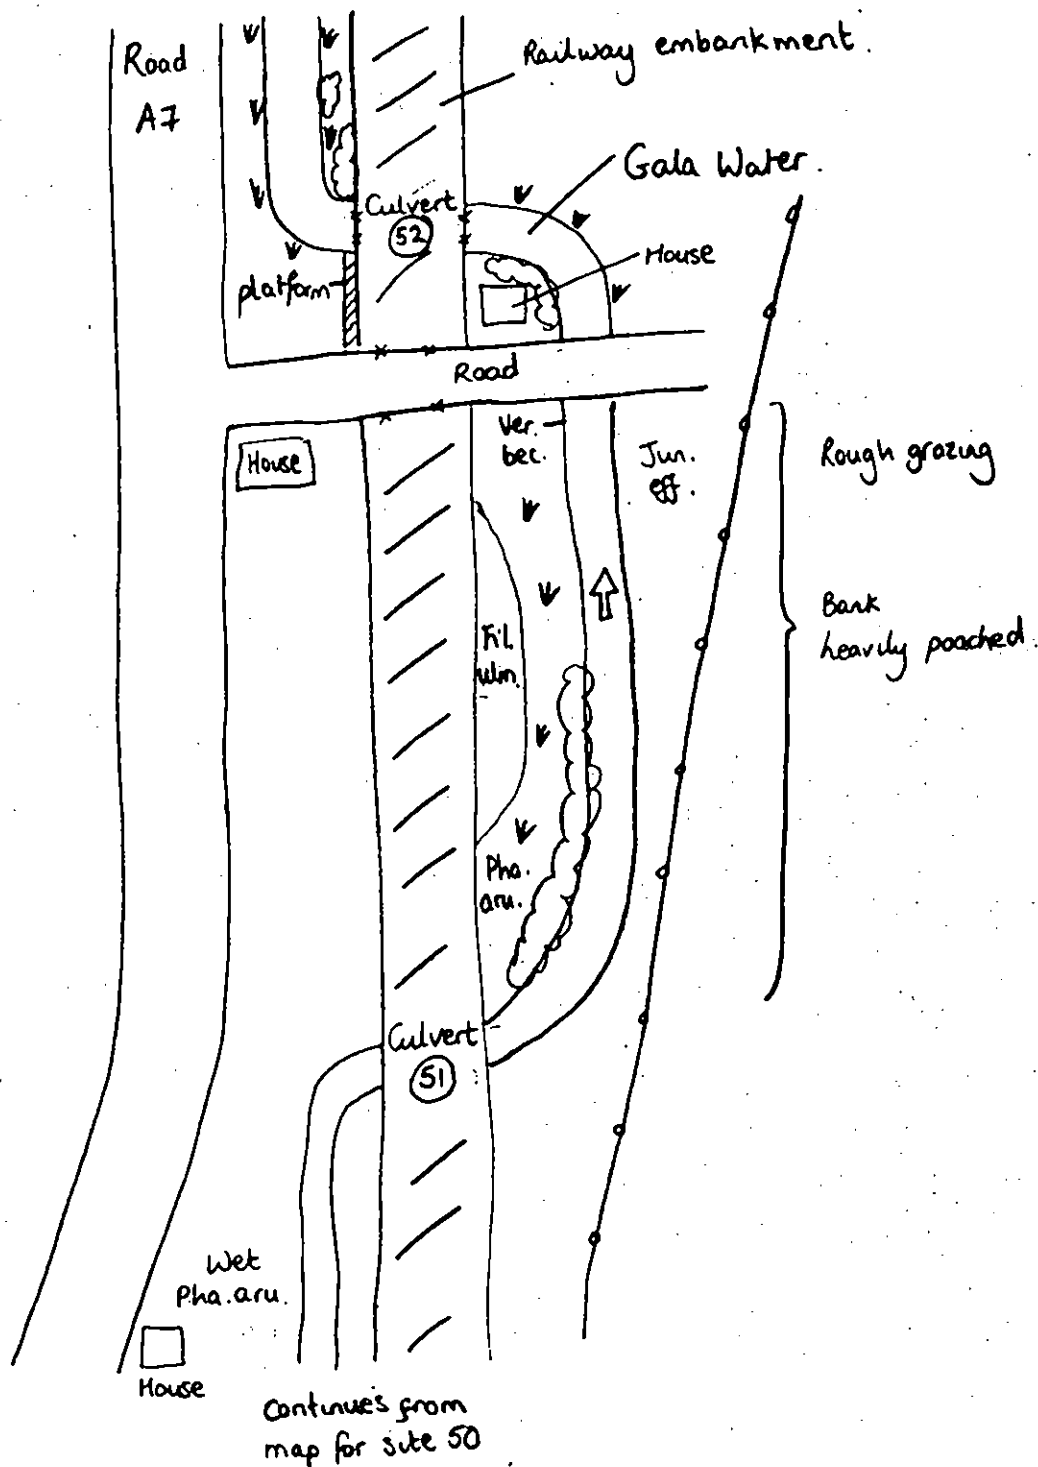 Road
A7
Railway embankment.
Gala Water.
Culvert
52
House
platform
Road
House
Ver.
bec.
Jun.
eff.
Rough grazing
Bank
heavily poached.
Fil.
ulm.
Pha.
aru.
Culvert
51
Wet
Pha.aru.
House
Continues from
map for site 50